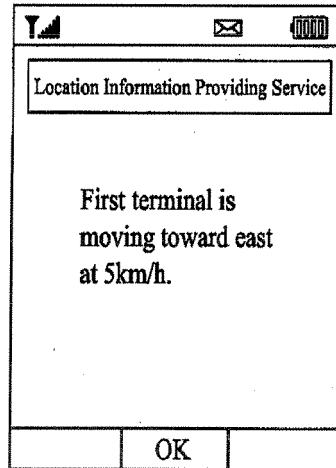 Location Information Providing Service
First terminal is
moving toward east
at 5km/h.
OK